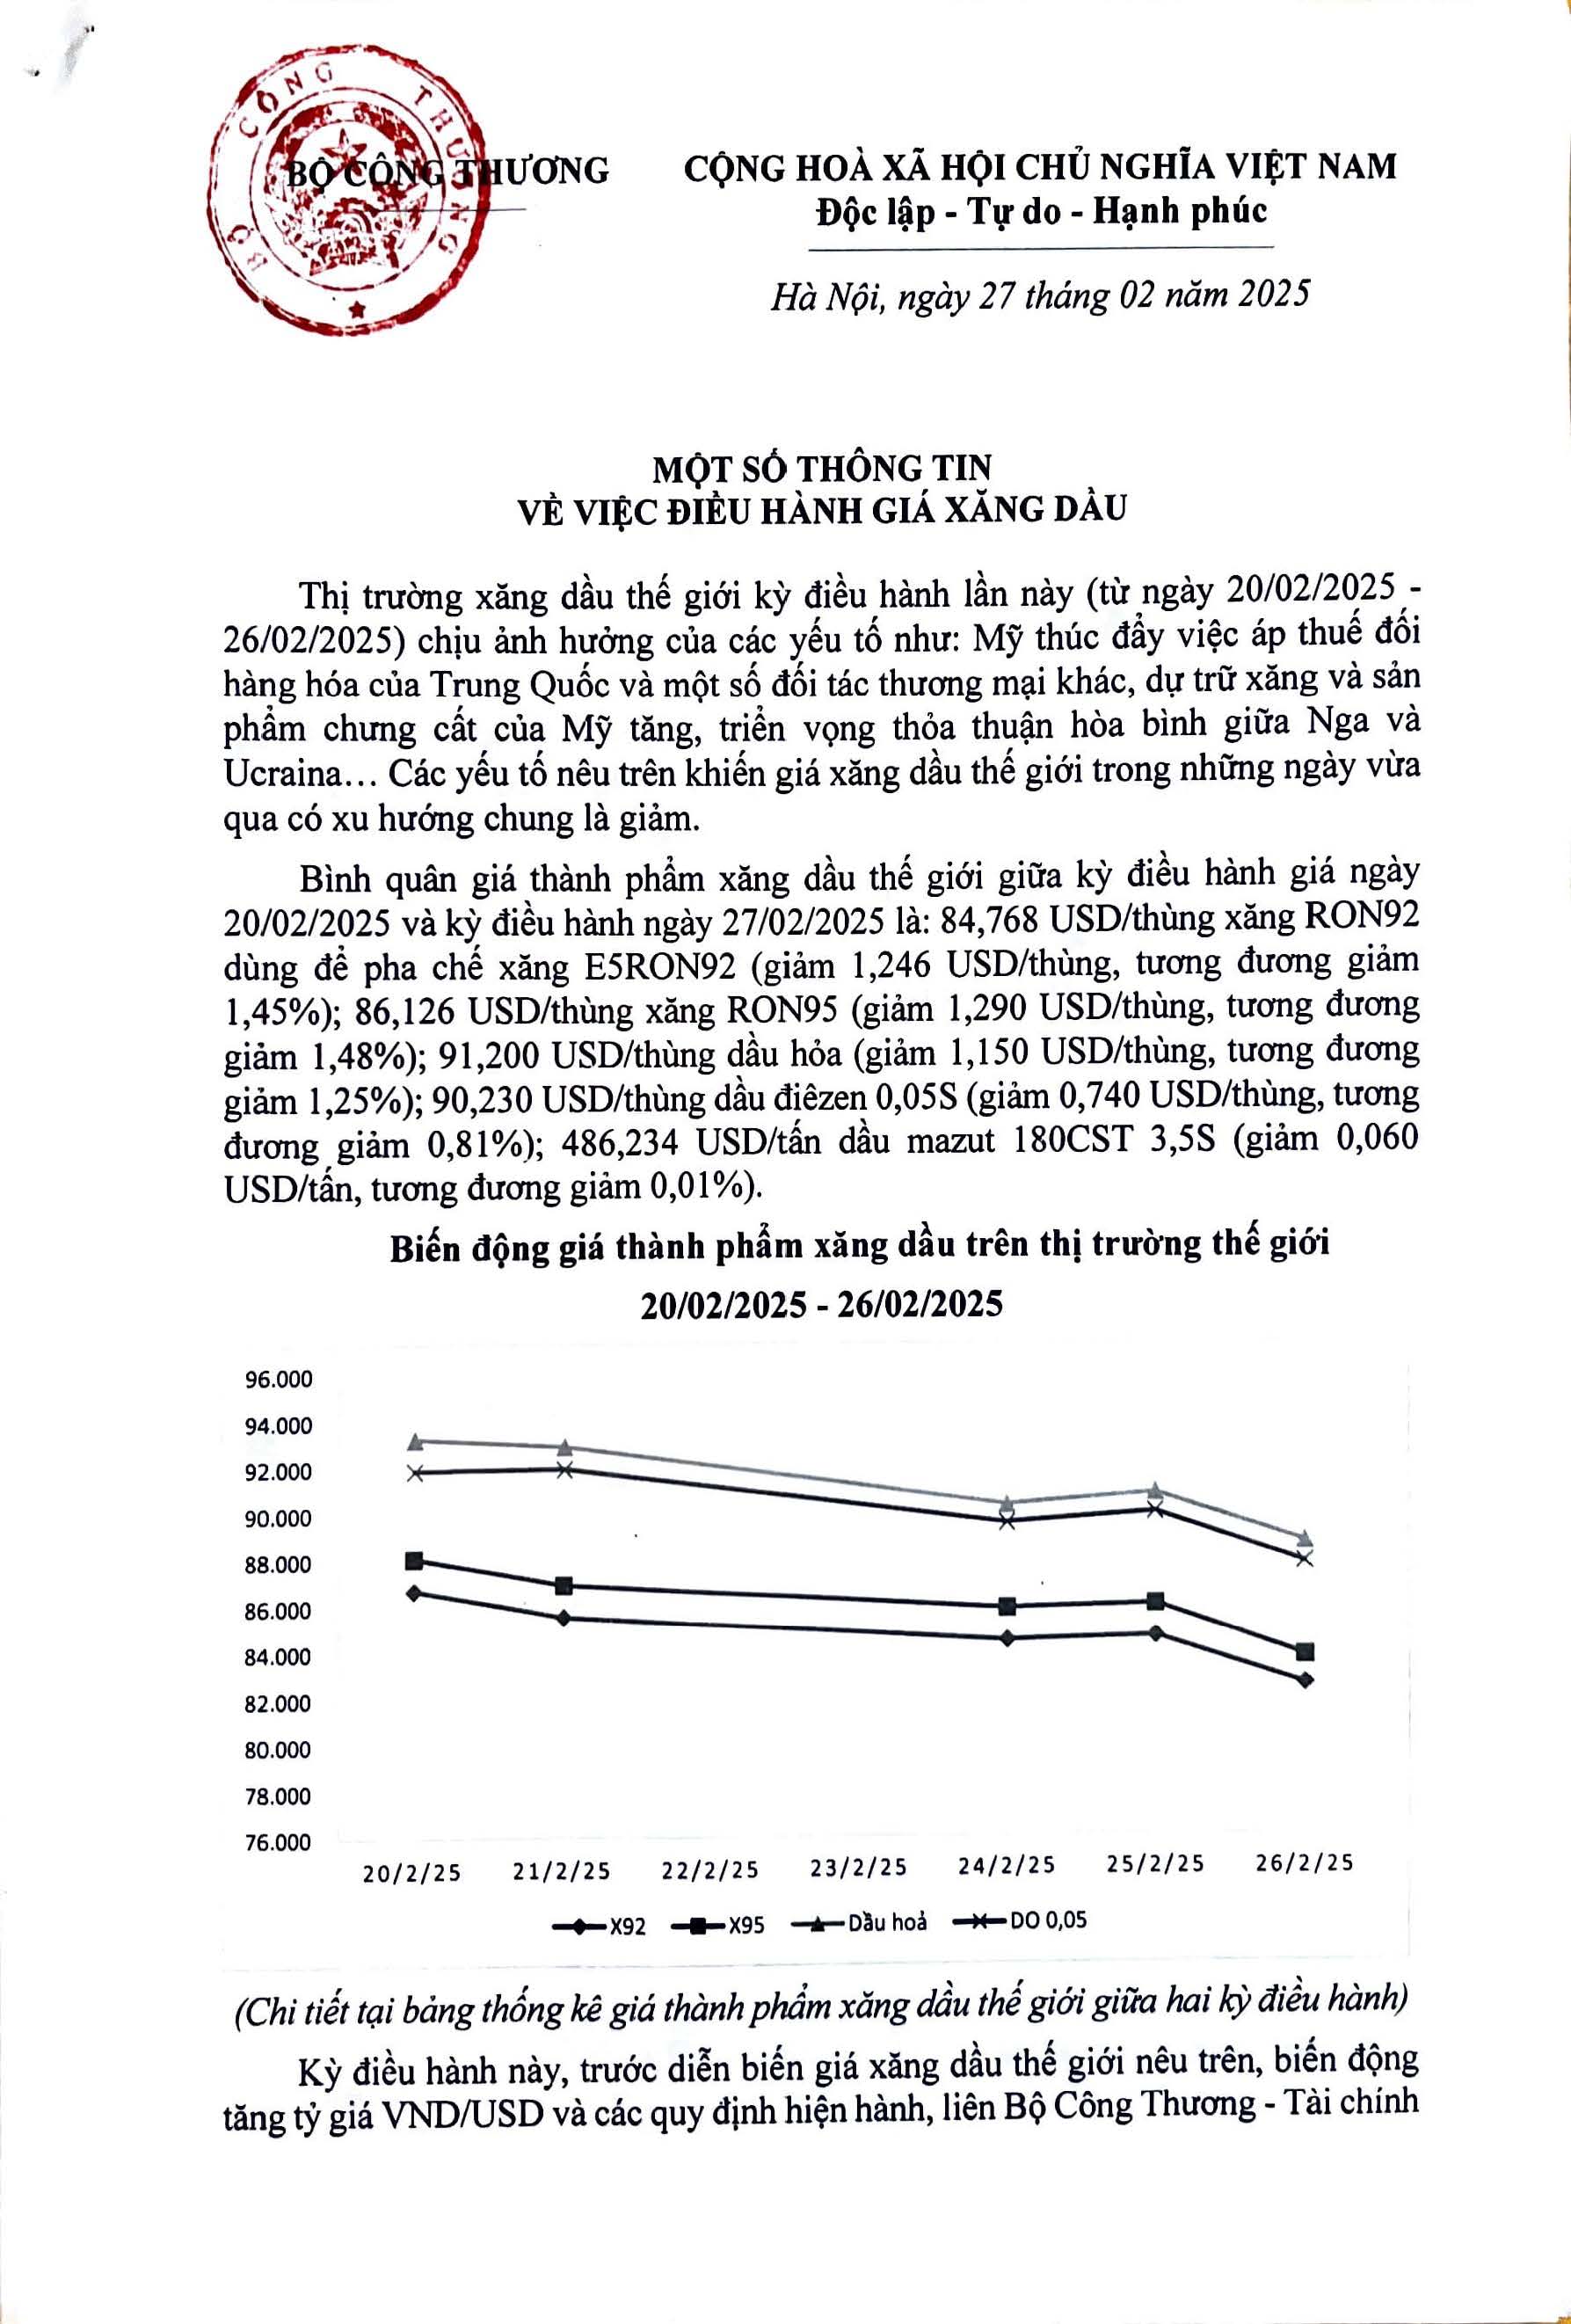 BỘ CÔNG THƯƠNG
BỘ CÔNG THƯƠNG
CỘNG HOÀ XÃ HỘI CHỦ NGHĨA VIỆT NAM
Độc lập - Tự do - Hạnh phúc
Hà Nội, ngày 27 tháng 02 năm 2025
MỘT SỐ THÔNG TIN
VỀ VIỆC ĐIỀU HÀNH GIÁ XĂNG DẦU
Thị trường xăng dầu thế giới kỳ điều hành lần này (từ ngày 20/02/2025 -
26/02/2025) chịu ảnh hưởng của các yếu tố như: Mỹ thúc đẩy việc áp thuế đối
hàng hóa của Trung Quốc và một số đối tác thương mại khác, dự trữ xăng và sản
phẩm chưng cất của Mỹ tăng, triển vọng thỏa thuận hòa bình giữa Nga và
Ucraina… Các yếu tố nêu trên khiến giá xăng dầu thế giới trong những ngày vừa
qua có xu hướng chung là giảm.
Bình quân giá thành phẩm xăng dầu thế giới giữa kỳ điều hành giá ngày
20/02/2025 và kỳ điều hành ngày 27/02/2025 là: 84,768 USD/thùng xăng RON92
dùng để pha chế xăng E5RON92 (giảm 1,246 USD/thùng, tương đương giảm
1,45%); 86,126 USD/thùng xăng RON95 (giảm 1,290 USD/thùng, tương đương
giảm 1,48%); 91,200 USD/thùng dầu hỏa (giảm 1,150 USD/thùng, tương đương
giảm 1,25%); 90,230 USD/thùng dầu điêzen 0,05S (giảm 0,740 USD/thùng, tương
đương giảm 0,81%); 486,234 USD/tấn dầu mazut 180CST 3,5S (giảm 0,060
USD/tấn, tương đương giảm 0,01%).
Biến động giá thành phẩm xăng dầu trên thị trường thế giới
20/02/2025 - 26/02/2025
96.000
94.000
92.000
90.000
88.000
86.000
84.000
82.000
80.000
78.000
76.000
20/2/25 21/2/25 22/2/25 23/2/25 24/2/25 25/2/25 26/2/25
X92 X95 Dầu hoả DO 0,05
(Chi tiết tại bảng thống kê giá thành phẩm xăng dầu thế giới giữa hai kỳ điều hành)
Kỳ điều hành này, trước diễn biến giá xăng dầu thế giới nêu trên, biến động
tăng tỷ giá VND/USD và các quy định hiện hành, liên Bộ Công Thương - Tài chính